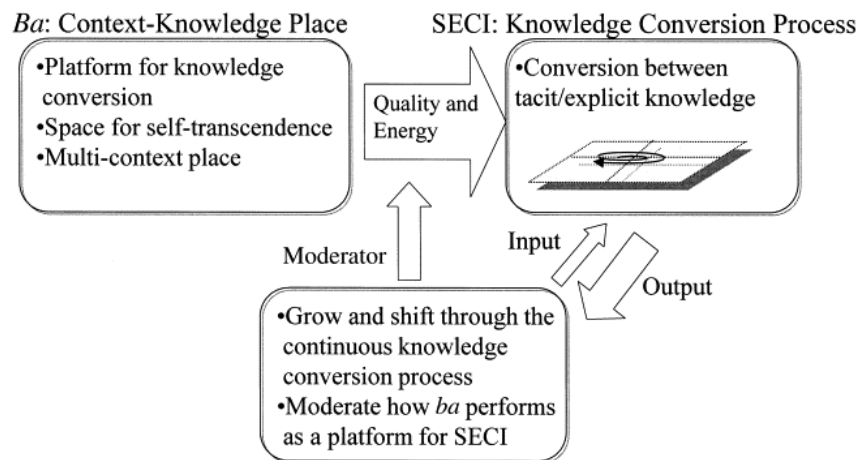 Ba: Context-Knowledge Place
SECI: Knowledge Conversion Process
•Platform for knowledge
conversion
•Space for self-transcendence
•Multi-context place
Quality and
Energy
•Conversion between
tacit/explicit knowledge
Moderator
Input
Output
•Grow and shift through the
continuous knowledge
conversion process
•Moderate how ba performs
as a platform for SECI